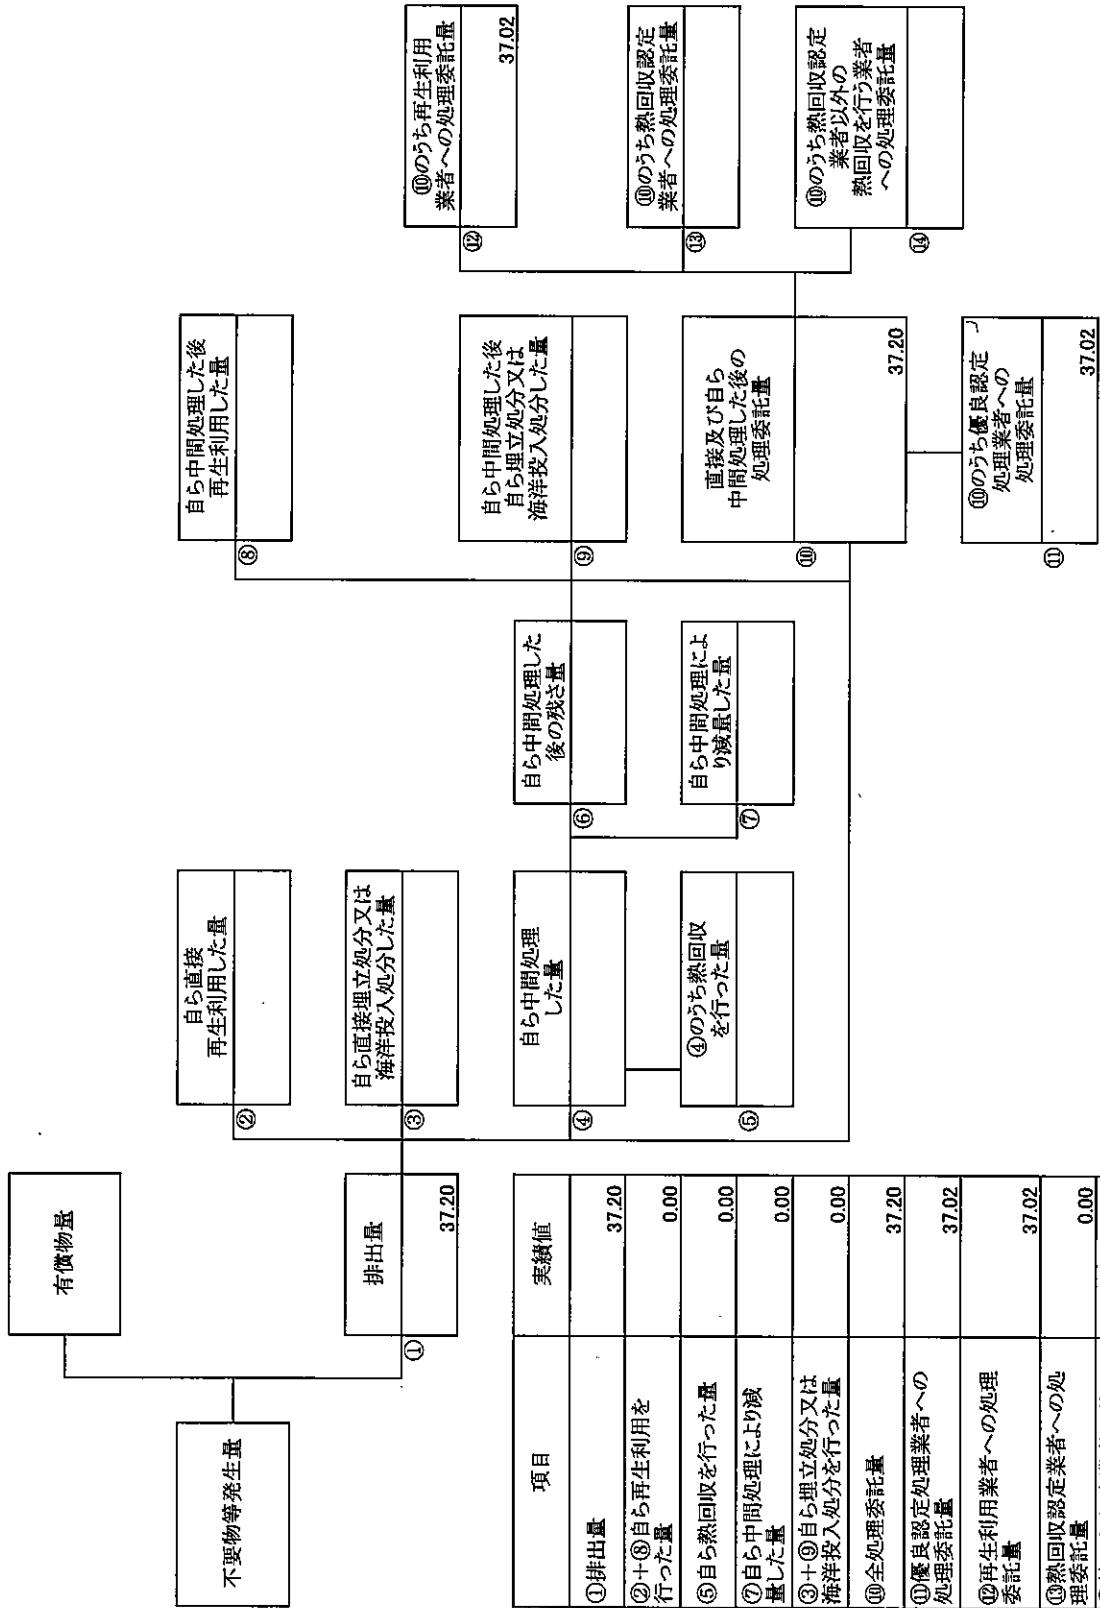 不要物等発生量
有償物量
排出量
①
37.20
自ら直接
再生利用した量
②
自ら直接埋立処分又は
海洋投入処分した量
③
自ら中間処理
した量
④
④のうち熱回収
を行った量
⑤
自ら中間処理した
後の残さ量
⑥
自ら中間処理によ
り減量した量
⑦
自ら中間処理した後
再生利用した量
⑧
自ら中間処理した後
自ら埋立処分又は
海洋投入処分した量
⑨
直接及び自ら
中間処理した後の
処理委託量
⑩
37.20
⑩のうち優良認定
処理業者への
処理委託量
⑪
37.02
⑩のうち再生利用
業者への処理委託量
⑫
37.02
⑩のうち熱回収認定
業者への処理委託量
⑬
⑩のうち熱回収認定
業者以外の
熱回収を行う業者
への処理委託量
⑭
項目 実績値
①排出量 37.20
②+⑧自ら再生利用を
行った量 0.00
⑤自ら熱回収を行った量 0.00
⑦自ら中間処理により減
量した量 0.00
③+⑨自ら埋立処分又は
海洋投入処分を行った量 0.00
⑩全処理委託量 37.20
⑪優良認定処理業者への
処理委託量 37.02
⑫再生利用業者への処理
委託量 37.02
⑬熱回収認定業者への処
理委託量 0.00